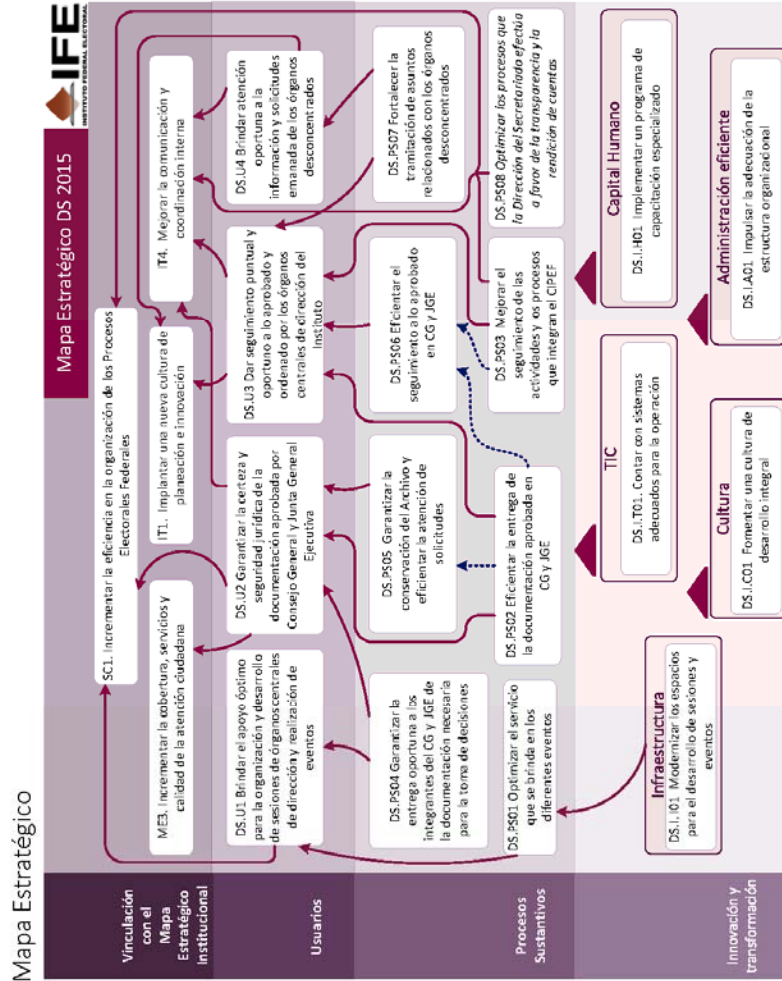 Mapa Estratégico
Mapa Estratégico DS 2015
IFE
INSTITUTO FEDERAL ELECTORAL
Vinculación
con el
Mapa
Estratégico
Institucional
SC1. Incrementar la eficiencia en la organización de los Procesos
Electorales Federales
ME3. Incrementar la cobertura, servicios y
calidad de la atención ciudadana
IT1. Implantar una nueva cultura de
planeación e innovación
IT4. Mejorar la comunicación y
coordinación interna
Usuarios
DS.U1 Brindar el apoyo óptimo
para la organización y desarrollo
de sesiones de órganos centrales
de dirección y realización de
eventos
DS.U2 Garantizar la certeza y
seguridad jurídica de la
documentación aprobada por
Consejo General y Junta General
Ejecutiva
DS.U3 Dar seguimiento puntual y
oportuno a lo aprobado y
ordenado por los órganos
centrales de dirección del
Instituto
DS.U4 Brindar atención
oportuna a la
información y solicitudes
emanada de los órganos
desconcentrados
Procesos
Sustantivos
DS.PS04 Garantizar la
entrega oportuna a los
integrantes del CG y JGE de
la documentación necesaria
para la toma de decisiones
DS.PS05 Garantizar la
conservación del Archivo y
eficientar la atención de
solicitudes
DS.PS06 Eficientar el
seguimiento a lo aprobado
en CG y JGE
DS.PS07 Fortalecer la
tramitación de asuntos
relacionados con los órganos
desconcentrados
DS.PS01 Optimizar el servicio
que se brinda en los
diferentes eventos
DS.PS02 Eficientar la entrega de
la documentación aprobada en
CG y JGE
DS.PS03 Mejorar el
seguimiento de las
actividades y los procesos
que integran el CIPEF
DS.PS08 Optimizar los procesos que
la Dirección del Secretariado efectúa
a favor de la transparencia y la
rendición de cuentas
Innovación y
transformación
Infraestructura
DS.I.I01 Modernizar los espacios
para el desarrollo de sesiones y
eventos
TIC
DS.I.T01. Contar con sistemas
adecuados para la operación
Capital Humano
DS.I.H01 Implementar un programa de
capacitación especializado
Cultura
DS.I.C01 Fomentar una cultura de
desarrollo integral
Administración eficiente
DS.I.A01 Impulsar la adecuación de la
estructura organizacional